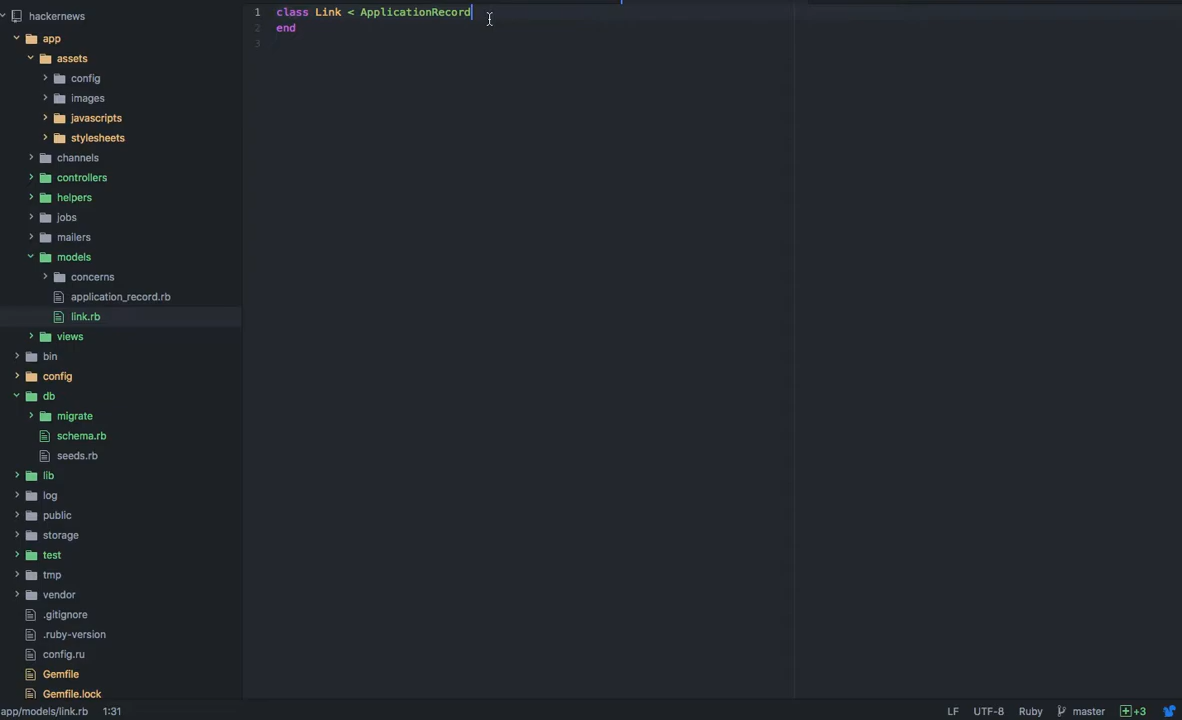 hackernews
app
assets
config
images
javascripts
stylesheets
channels
controllers
helpers
jobs
mailers
models
concerns
application_record.rb
link.rb
views
bin
config
db
migrate
schema.rb
seeds.rb
lib
log
public
storage
test
tmp
vendor
.gitignore
.ruby-version
config.ru
Gemfile
Gemfile.lock
1 class Link < ApplicationRecord
2 end
3
app/models/link.rb 1:31
LF UTF-8 Ruby master +3